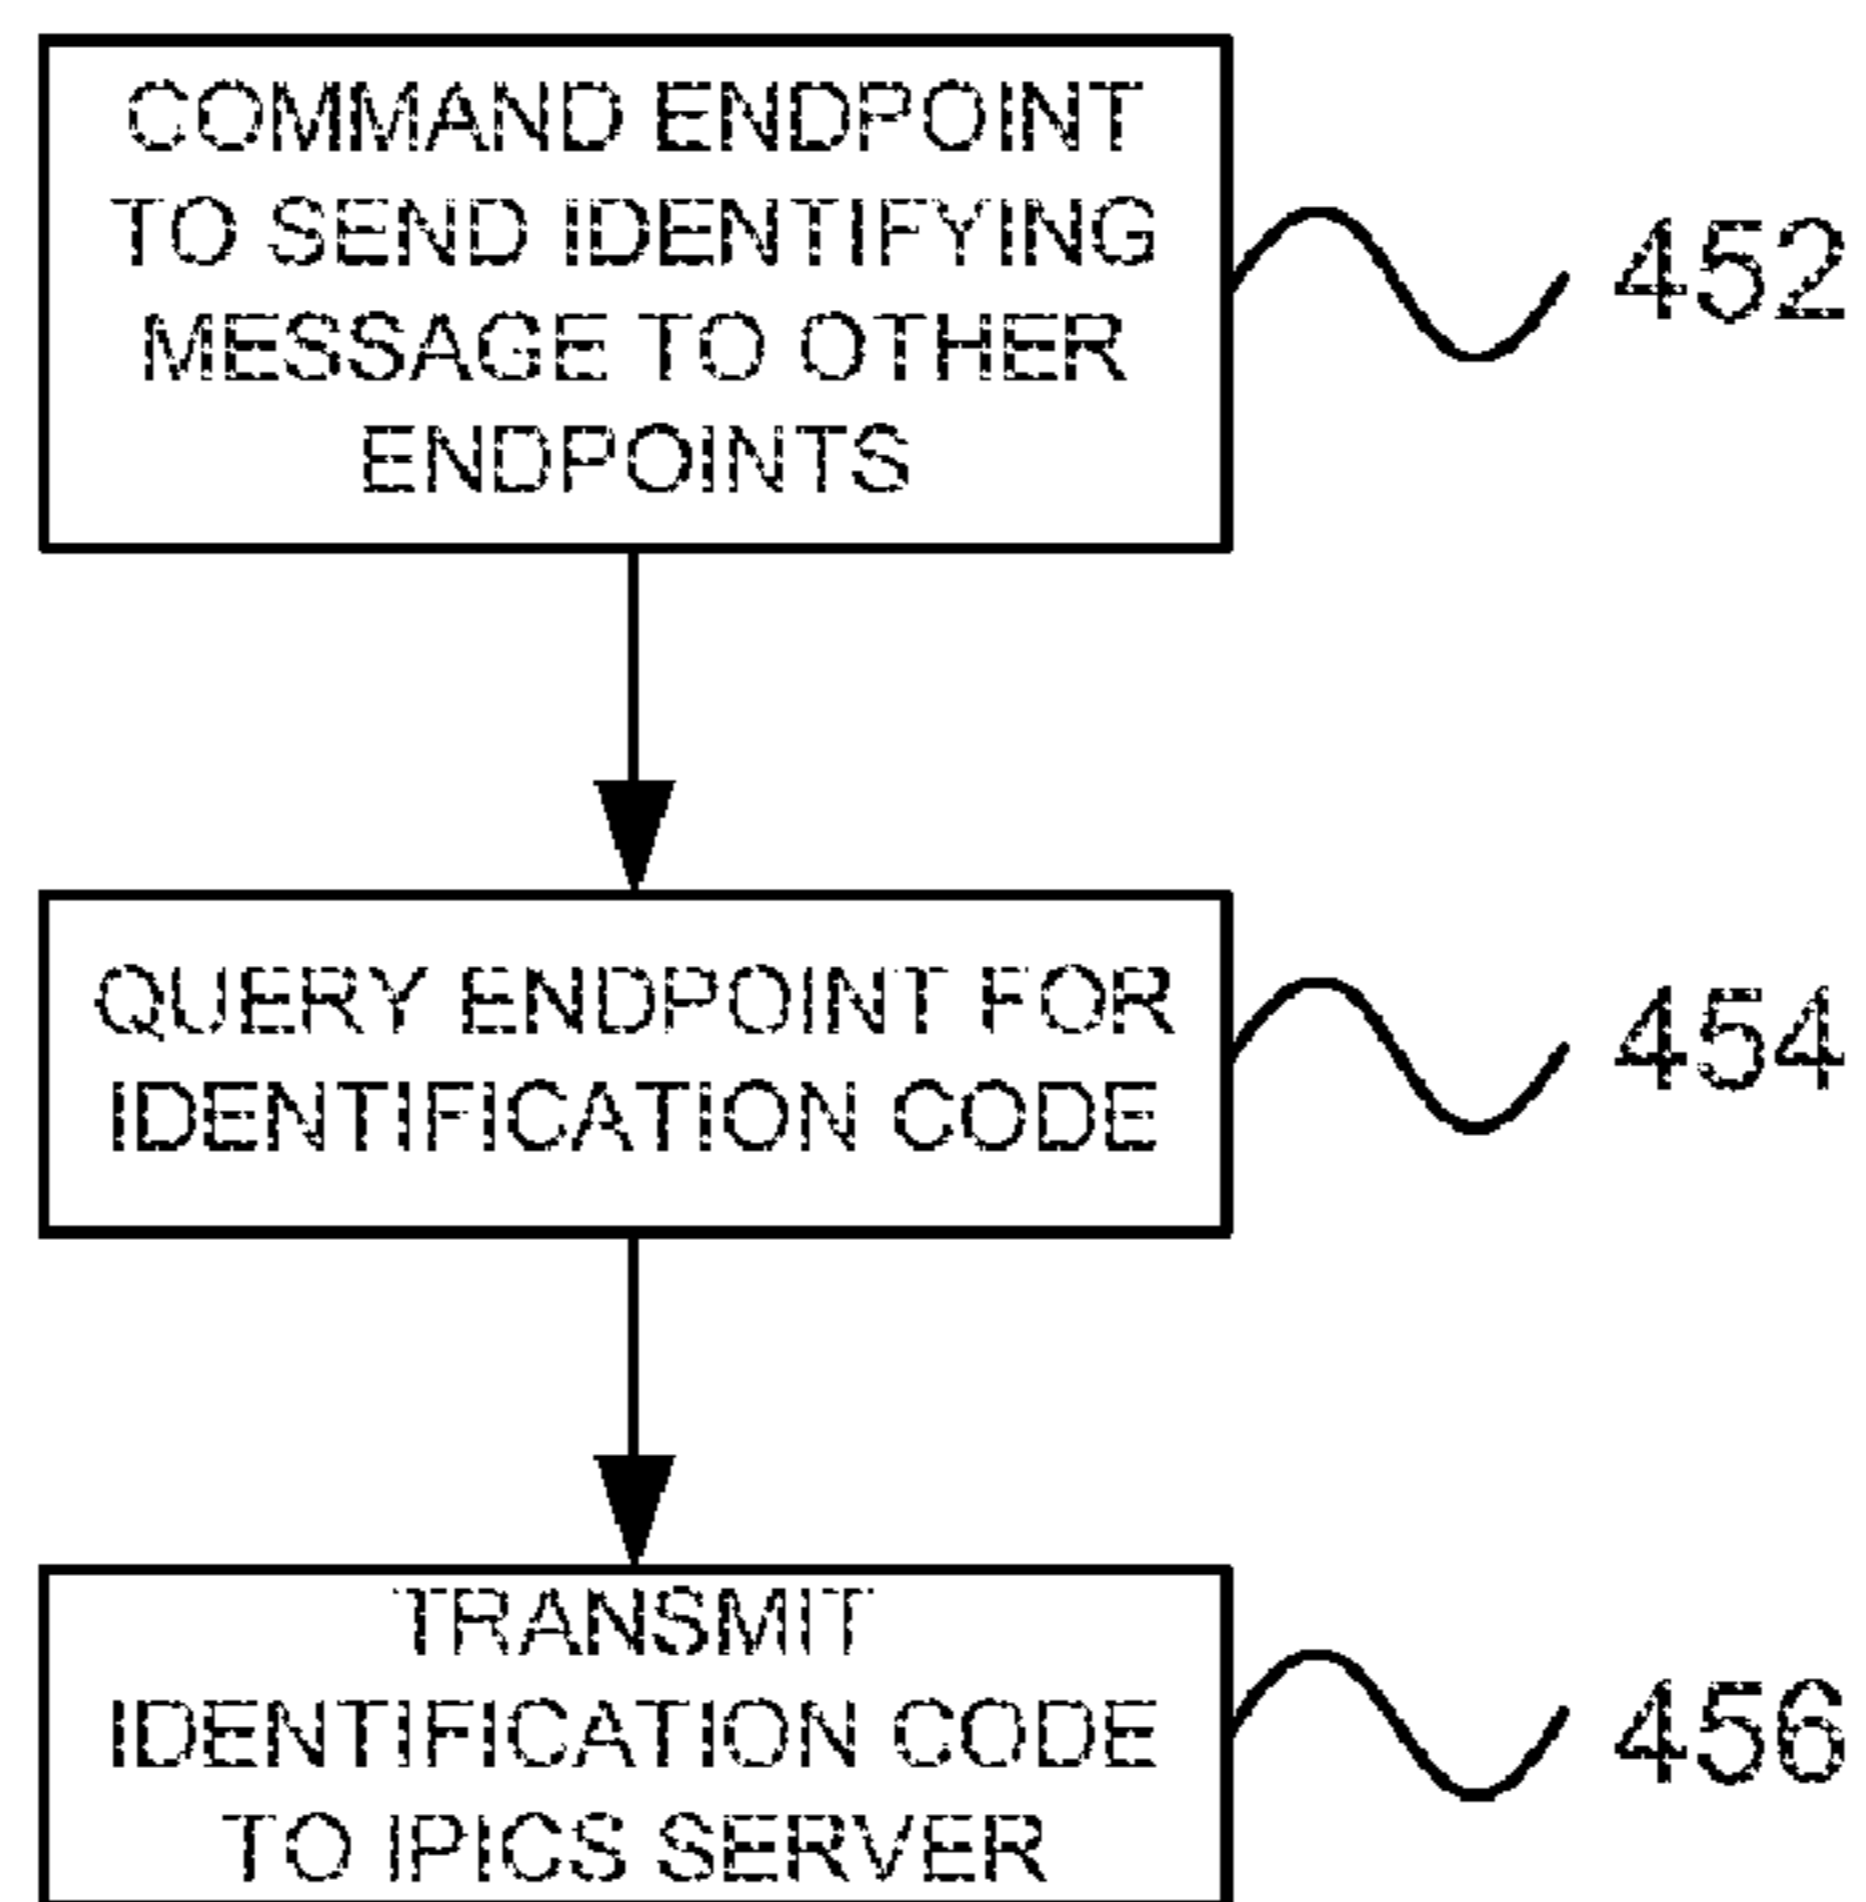 COMMAND ENDPOINT
TO SEND IDENTIFYING
MESSAGE TO OTHER
ENDPOINTS
452
QUERY ENDPOINT FOR
IDENTIFICATION CODE
454
TRANSMIT
IDENTIFICATION CODE
TO IPICS SERVER
456